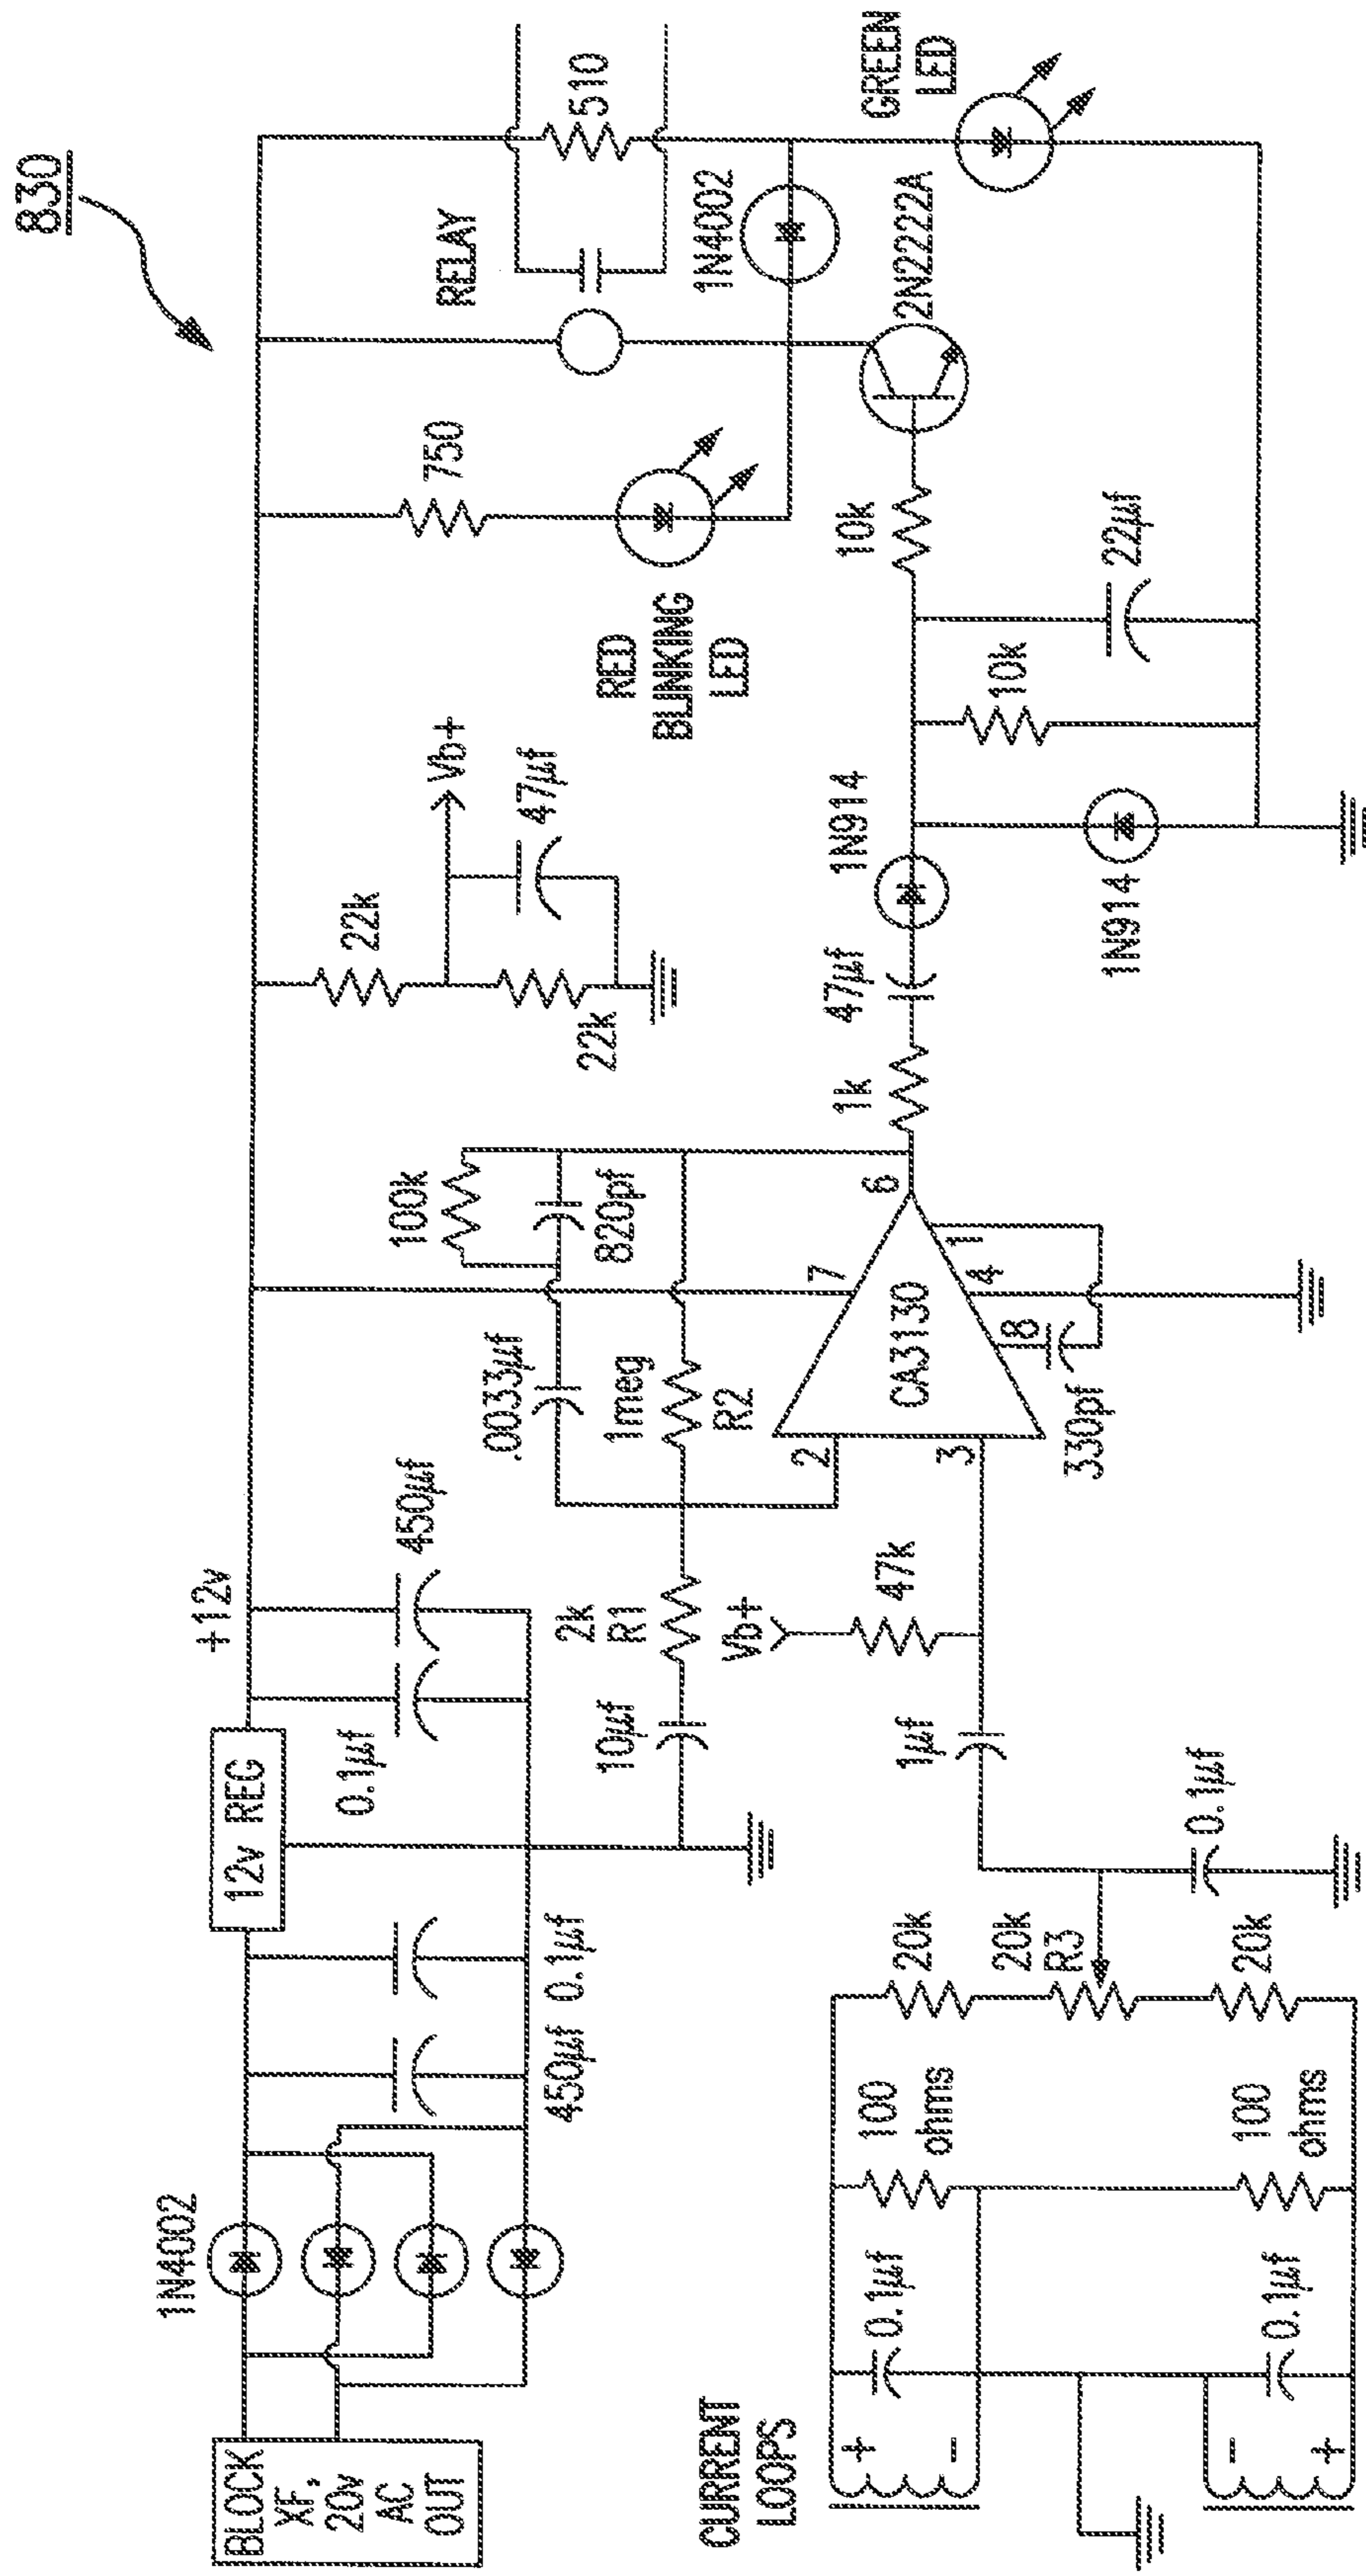 830
BLOCK
XF,
20v
AC
OUT
1N4002
450µf
0.1µf
12v REG
+12v
0.1µf
450µf
10µf
2k
R1
.0033µf
100k
820pf
1meg
R2
22k
22k
47µf
Vb+
750
RED
BLINKING
LED
RELAY
510
1N4002
GREEN
LED
2N2222A
CURRENT
LOOPS
+
-
-
+
0.1µf
0.1µf
100
ohms
100
ohms
20k
20k
R3
20k
0.1µf
1µf
Vb+
47k
2
3
CA3130
7
6
1
4
8
330pf
1k
47µf
1N914
1N914
10k
10k
22µf